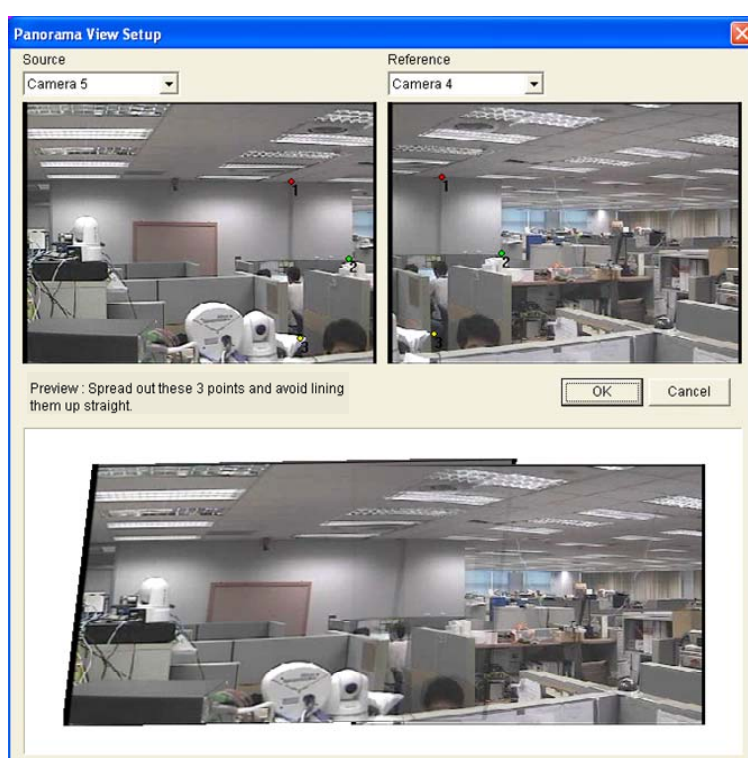 Panorama View Setup
Source
Reference
Camera 5
Camera 4
1
2
3
1
2
3
Preview : Spread out these 3 points and avoid lining
them up straight.
OK
Cancel